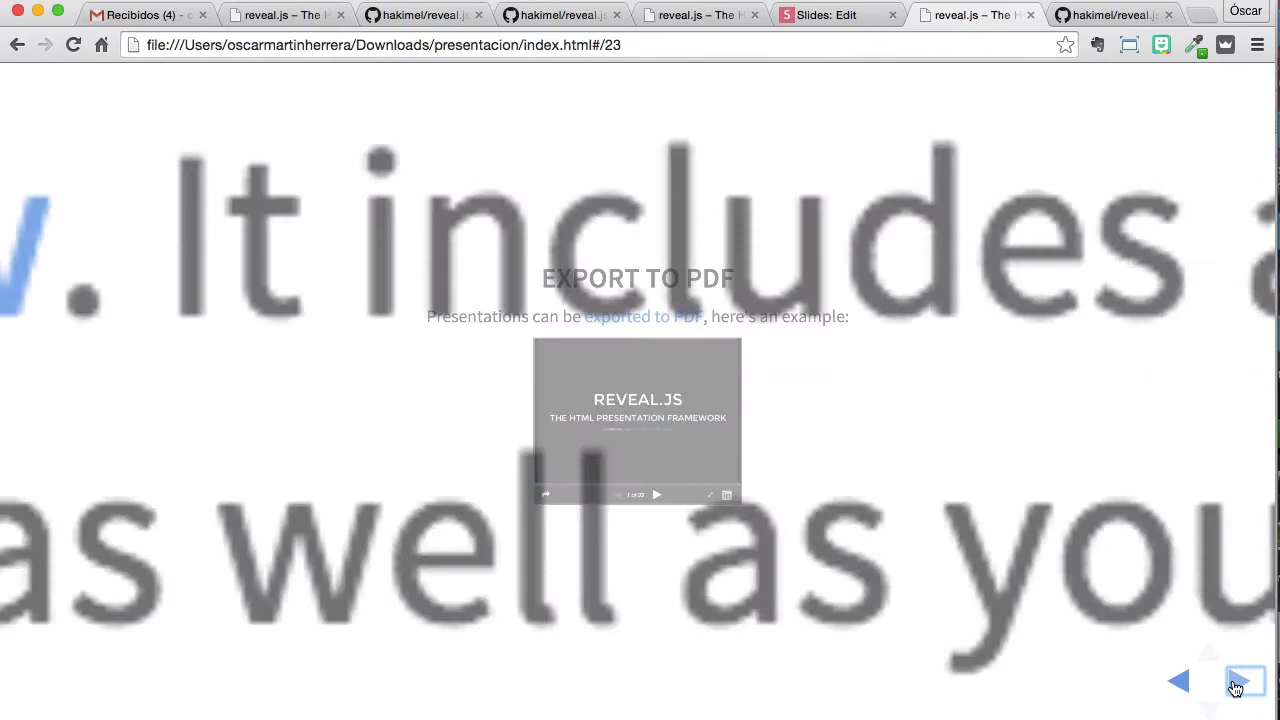 Recibidos (4) - c
reveal.js – The H
hakimel/reveal.
hakimel/reveal.js
reveal.js – The H
Slides: Edit
reveal.js – The H
hakimel/reveal.js
Óscar
file:///Users/oscarmartinherrera/Downloads/presentacion/index.html#/23
. It includes a
EXPORT TO PDF
Presentations can be exported to PDF, here's an example:
REVEAL.JS
THE HTML PRESENTATION FRAMEWORK
as well as you